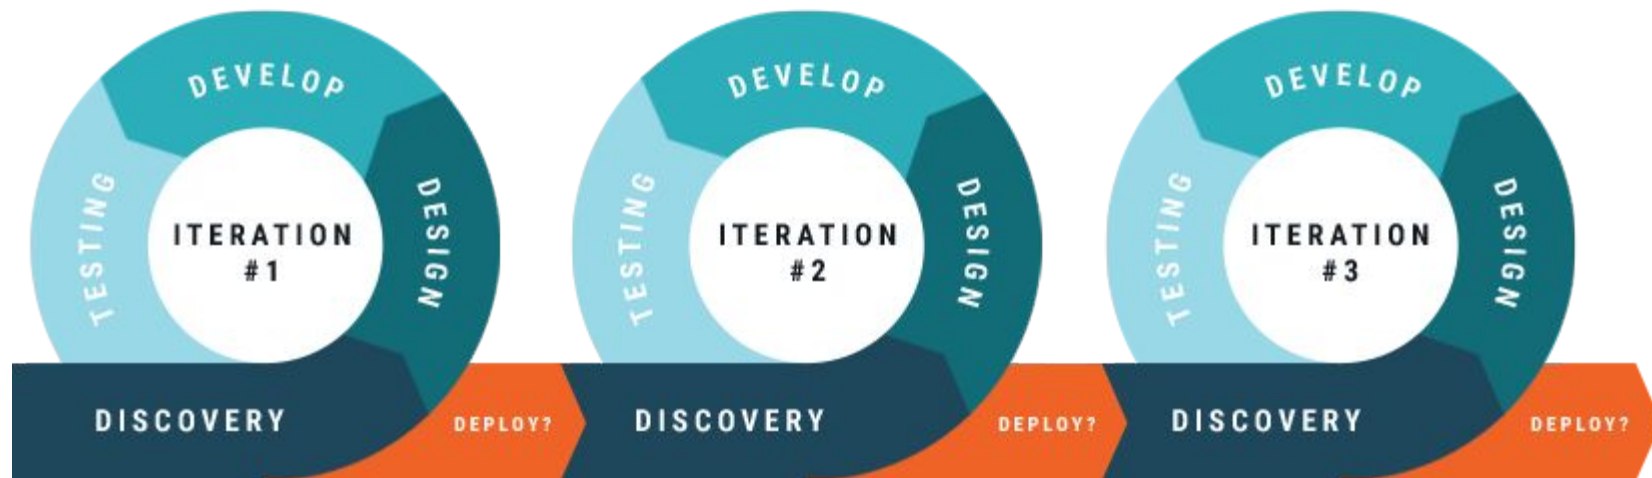 DEVELOP
DESIGN
TESTING
ITERATION
#1
DISCOVERY
DEPLOY?
DEVELOP
DESIGN
TESTING
ITERATION
#2
DISCOVERY
DEPLOY?
DEVELOP
DESIGN
TESTING
ITERATION
#3
DISCOVERY
DEPLOY?